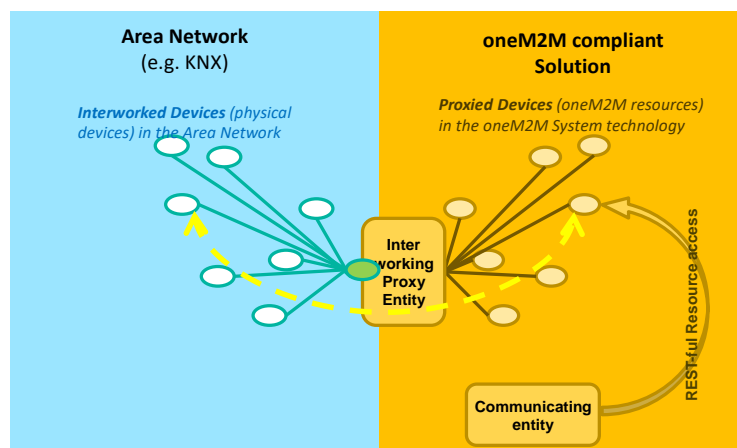 Area Network
(e.g. KNX)
oneM2M compliant
Solution
Interworked Devices (physical
devices) in the Area Network
Proxied Devices (oneM2M resources)
in the oneM2M System technology
Inter
working
Proxy
Entity
REST-ful Resource access
Communicating
entity